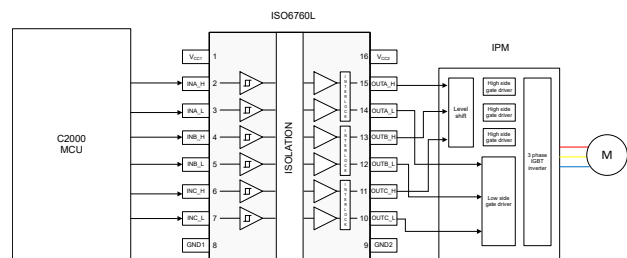 ISO6760L
C2000
MCU
VCC1
INA_H
INA_L
INB_H
INB_L
INC_H
INC_L
GND1
1
2
3
4
5
6
7
8
ISOLATION
INTERLOCK
INTERLOCK
INTERLOCK
16
15
14
13
12
11
10
9
VCC2
OUTA_H
OUTA_L
OUTB_H
OUTB_L
OUTC_H
OUTC_L
GND2
IPM
Level
shift
High side
gate driver
High side
gate driver
High side
gate driver
Low side
gate driver
3 phase
IGBT
inverter
M